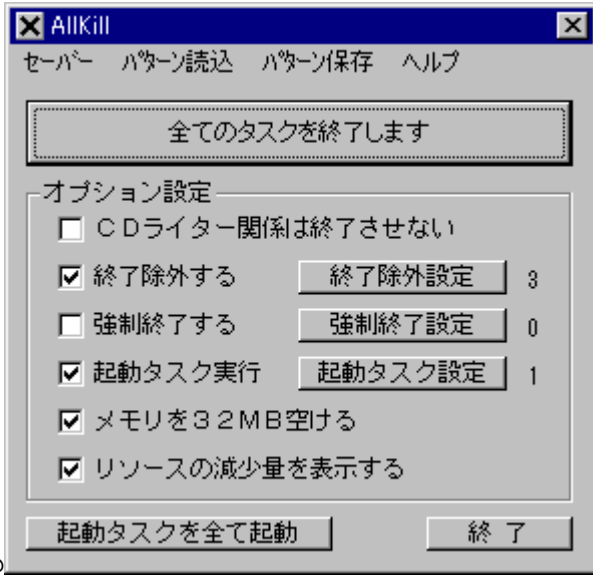 AllKill
ｾｰﾊﾞｰ ﾊﾟﾀｰﾝ読込 ﾊﾟﾀｰﾝ保存 ヘルプ
全てのタスクを終了します
オプション設定
ＣＤライター関係は終了させない
終了除外する 終了除外設定 3
強制終了する 強制終了設定 0
起動タスク実行 起動タスク設定 1
メモリを３２ＭＢ空ける
リソースの減少量を表示する
起動タスクを全て起動 終 了